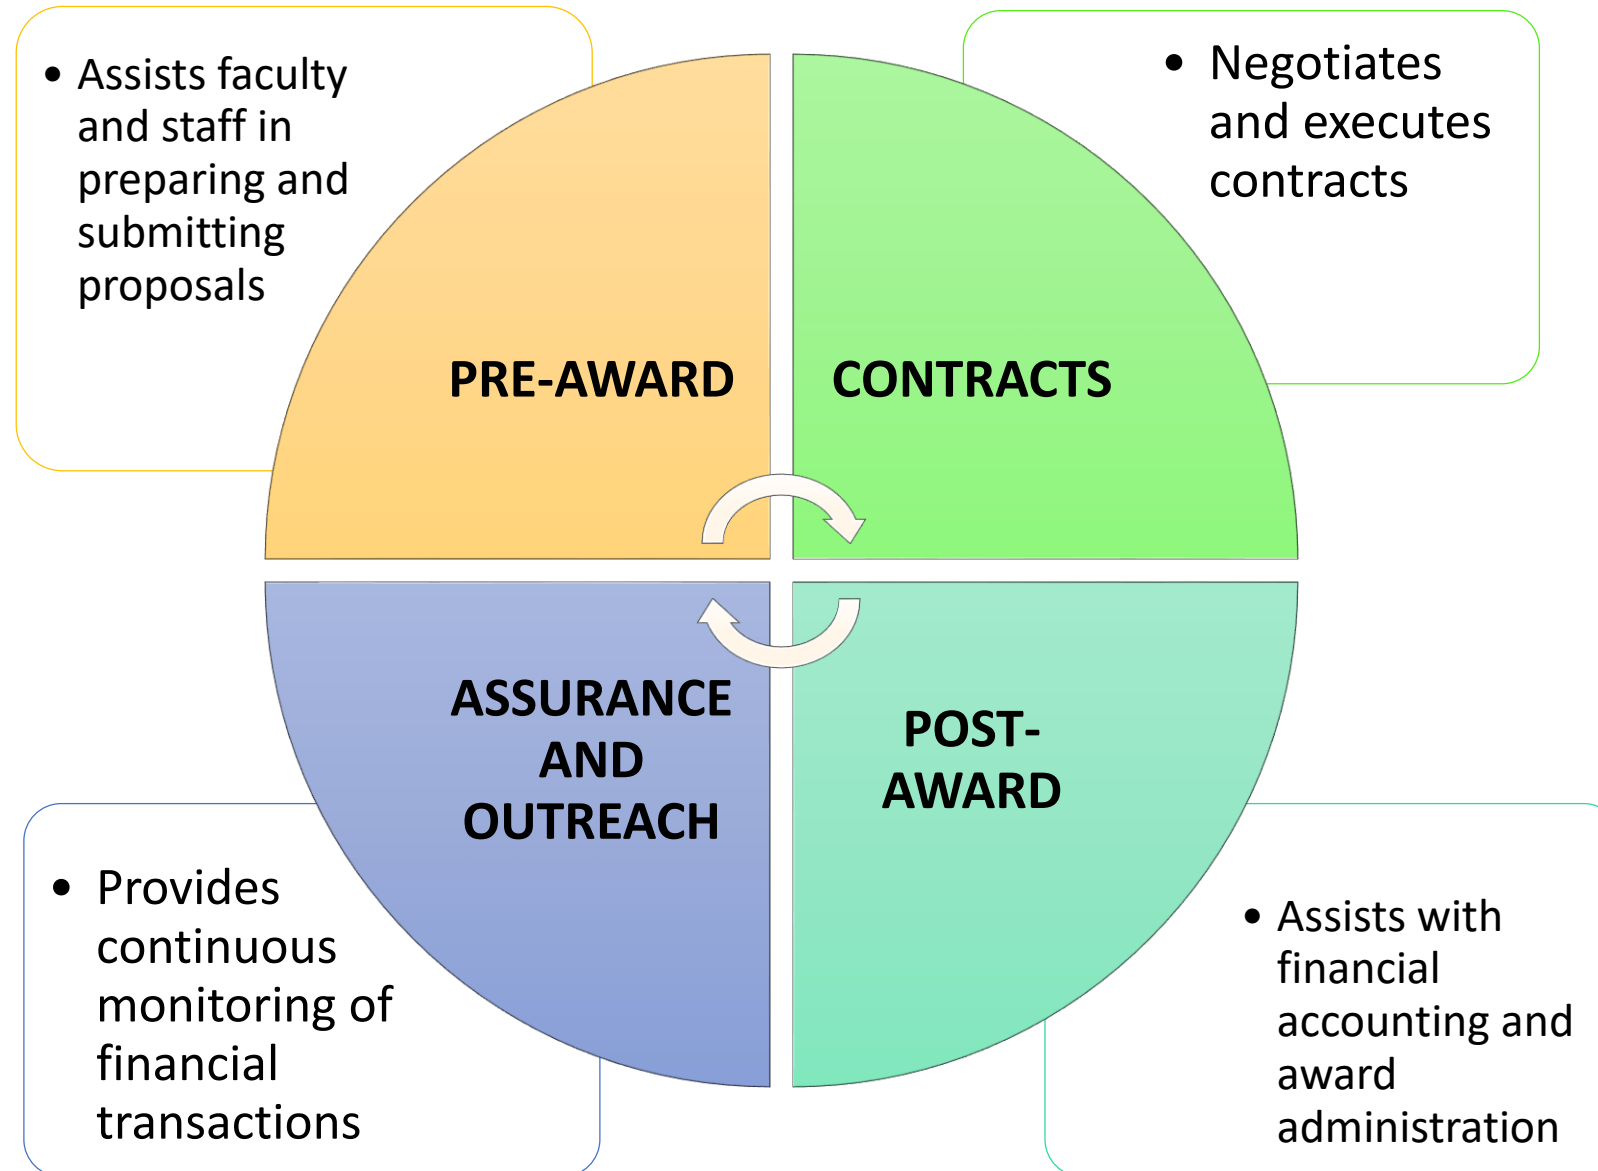 • Assists faculty
and staff in
preparing and
submitting
proposals
• Negotiates
and executes
contracts
PRE-AWARD
CONTRACTS
ASSURANCE
AND
OUTREACH
POST-
AWARD
• Provides
continuous
monitoring of
financial
transactions
• Assists with
financial
accounting and
award
administration